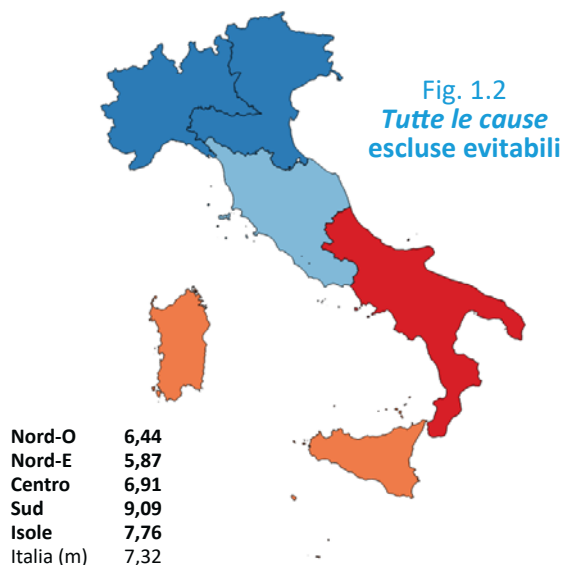 Fig. 1.2
Tutte le cause
escluse evitabili
Nord-O 6,44
Nord-E 5,87
Centro 6,91
Sud 9,09
Isole 7,76
Italia (m) 7,32